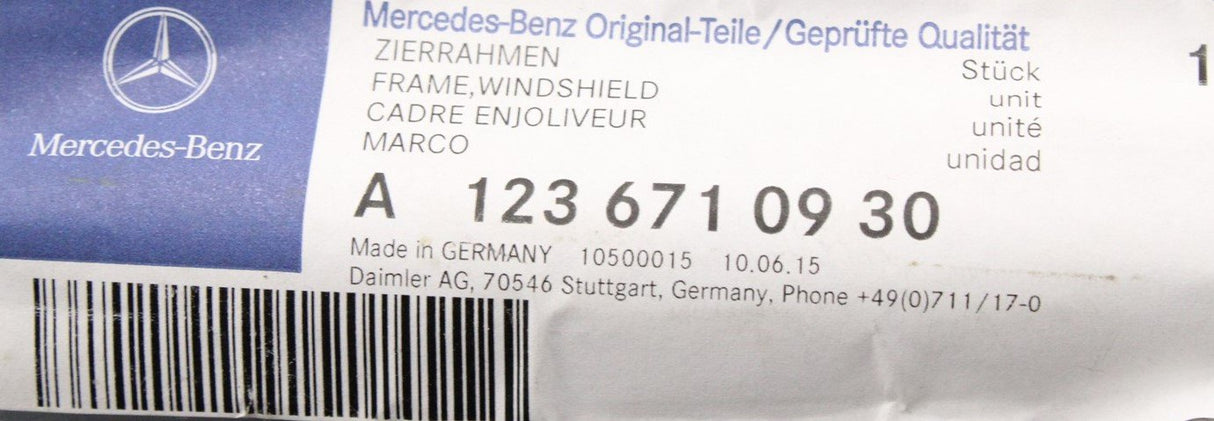 Mercedes-Benz
Mercedes-Benz Original-Teile/Geprüfte Qualität
ZIERRAHMEN
FRAME,WINDSHIELD
CADRE ENJOLIVEUR
MARCO
Stück 1
unit
unité
unidad
A 123 671 09 30
Made in GERMANY 10500015 10.06.15
Daimler AG, 70546 Stuttgart, Germany, Phone +49(0)711/17-0